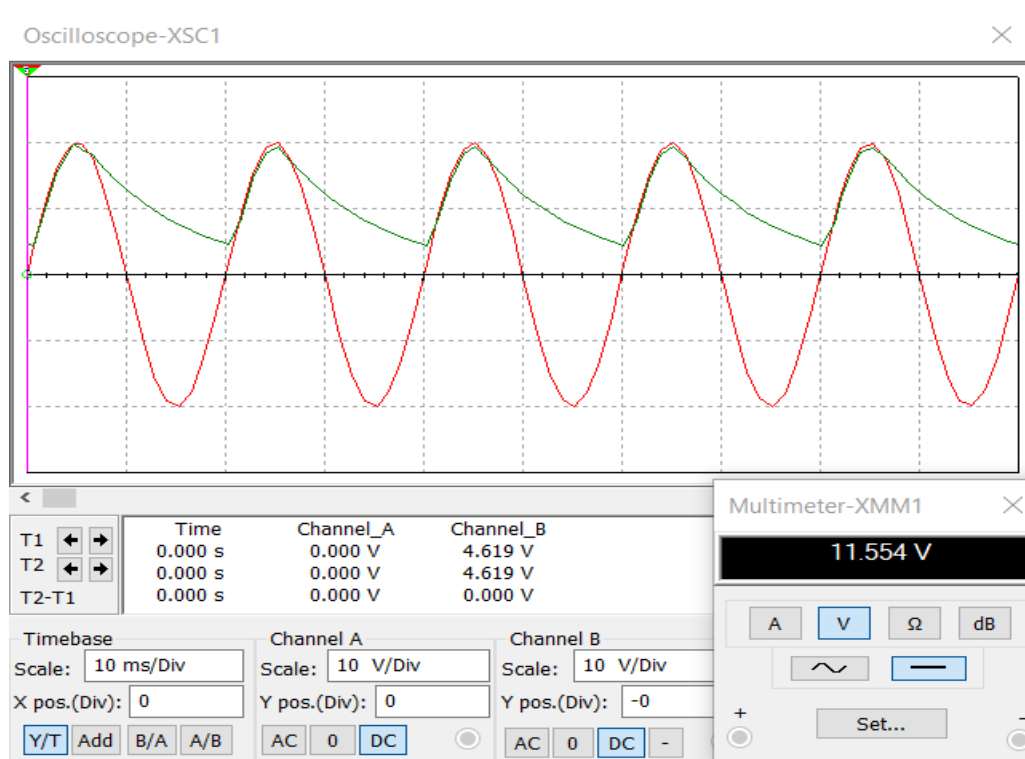 Oscilloscope-XSC1
T1
T2
T2-T1
Time Channel_A Channel_B
0.000 s 0.000 V 4.619 V
0.000 s 0.000 V 4.619 V
0.000 s 0.000 V 0.000 V
Timebase
Scale: 10 ms/Div
X pos.(Div): 0
Y/T Add B/A A/B
Channel A
Scale: 10 V/Div
Y pos.(Div): 0
AC 0 DC
Channel B
Scale: 10 V/Div
Y pos.(Div): -0
AC 0 DC -
Multimeter-XMM1
11.554 V
A V Ω dB
+ -
Set...